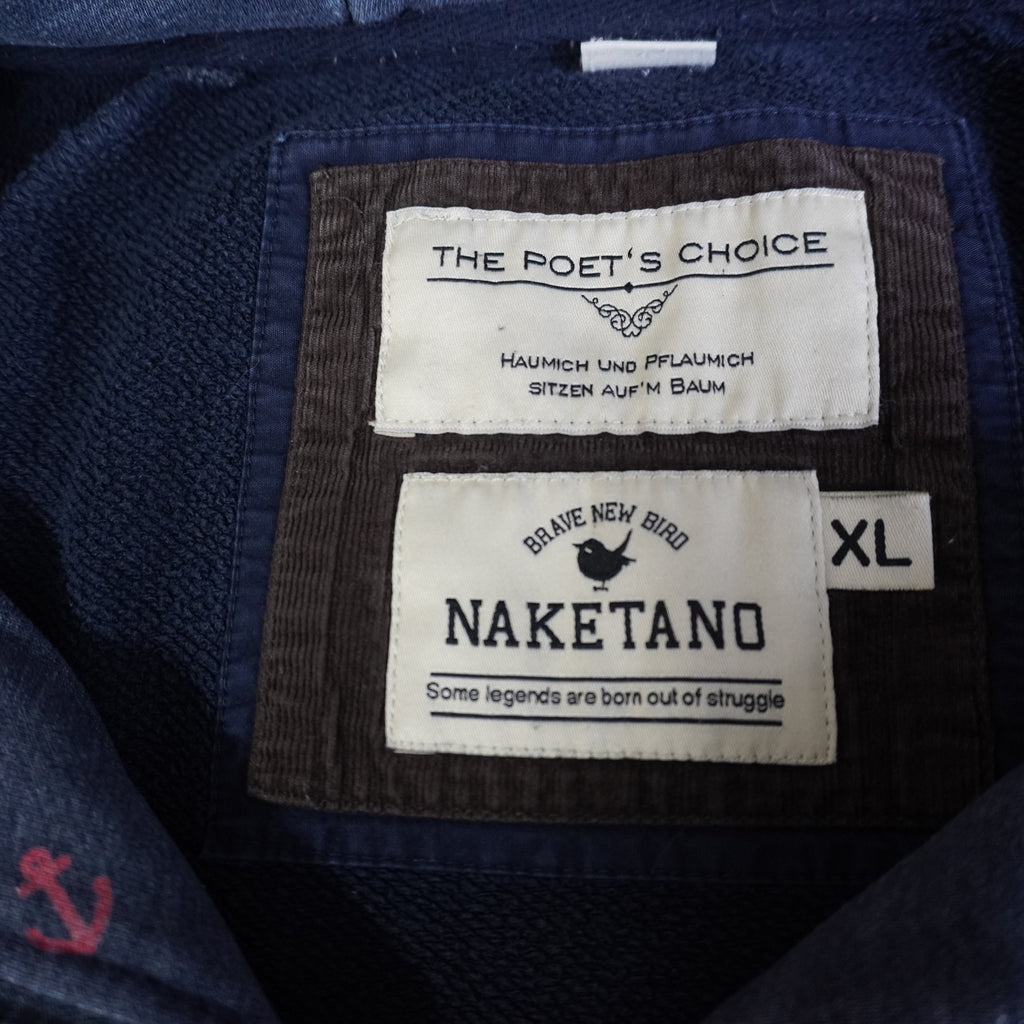 THE POET'S CHOICE
HAUMICH UND PFLAUMICH
SITZEN AUF'M BAUM
BRAVE NEW BIRD
NAKETANO
XL
Some legends are born out of struggle